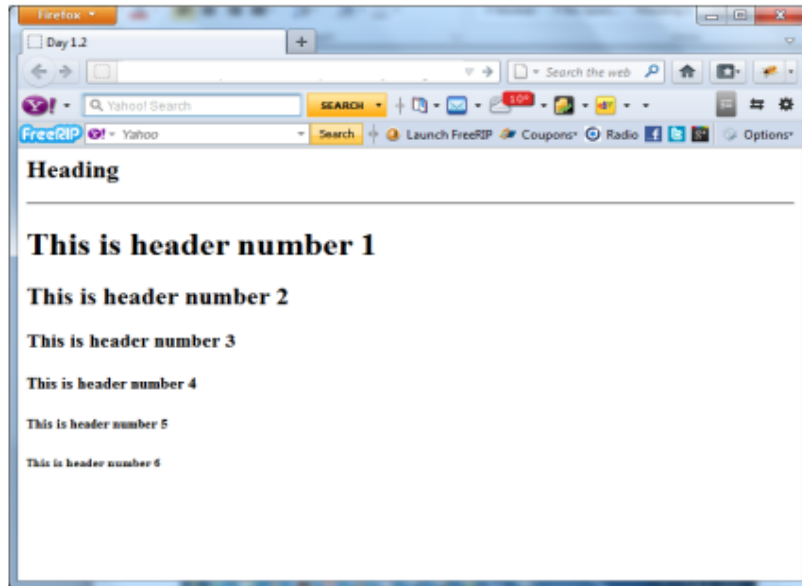 Firefox
Day 1.2
Search the web
Yahoo! Search
SEARCH
10°
FreeRIP
Yahoo
Search
Launch FreeRIP
Coupons
Radio
Options
Heading
This is header number 1
This is header number 2
This is header number 3
This is header number 4
This is header number 5
This is header number 6